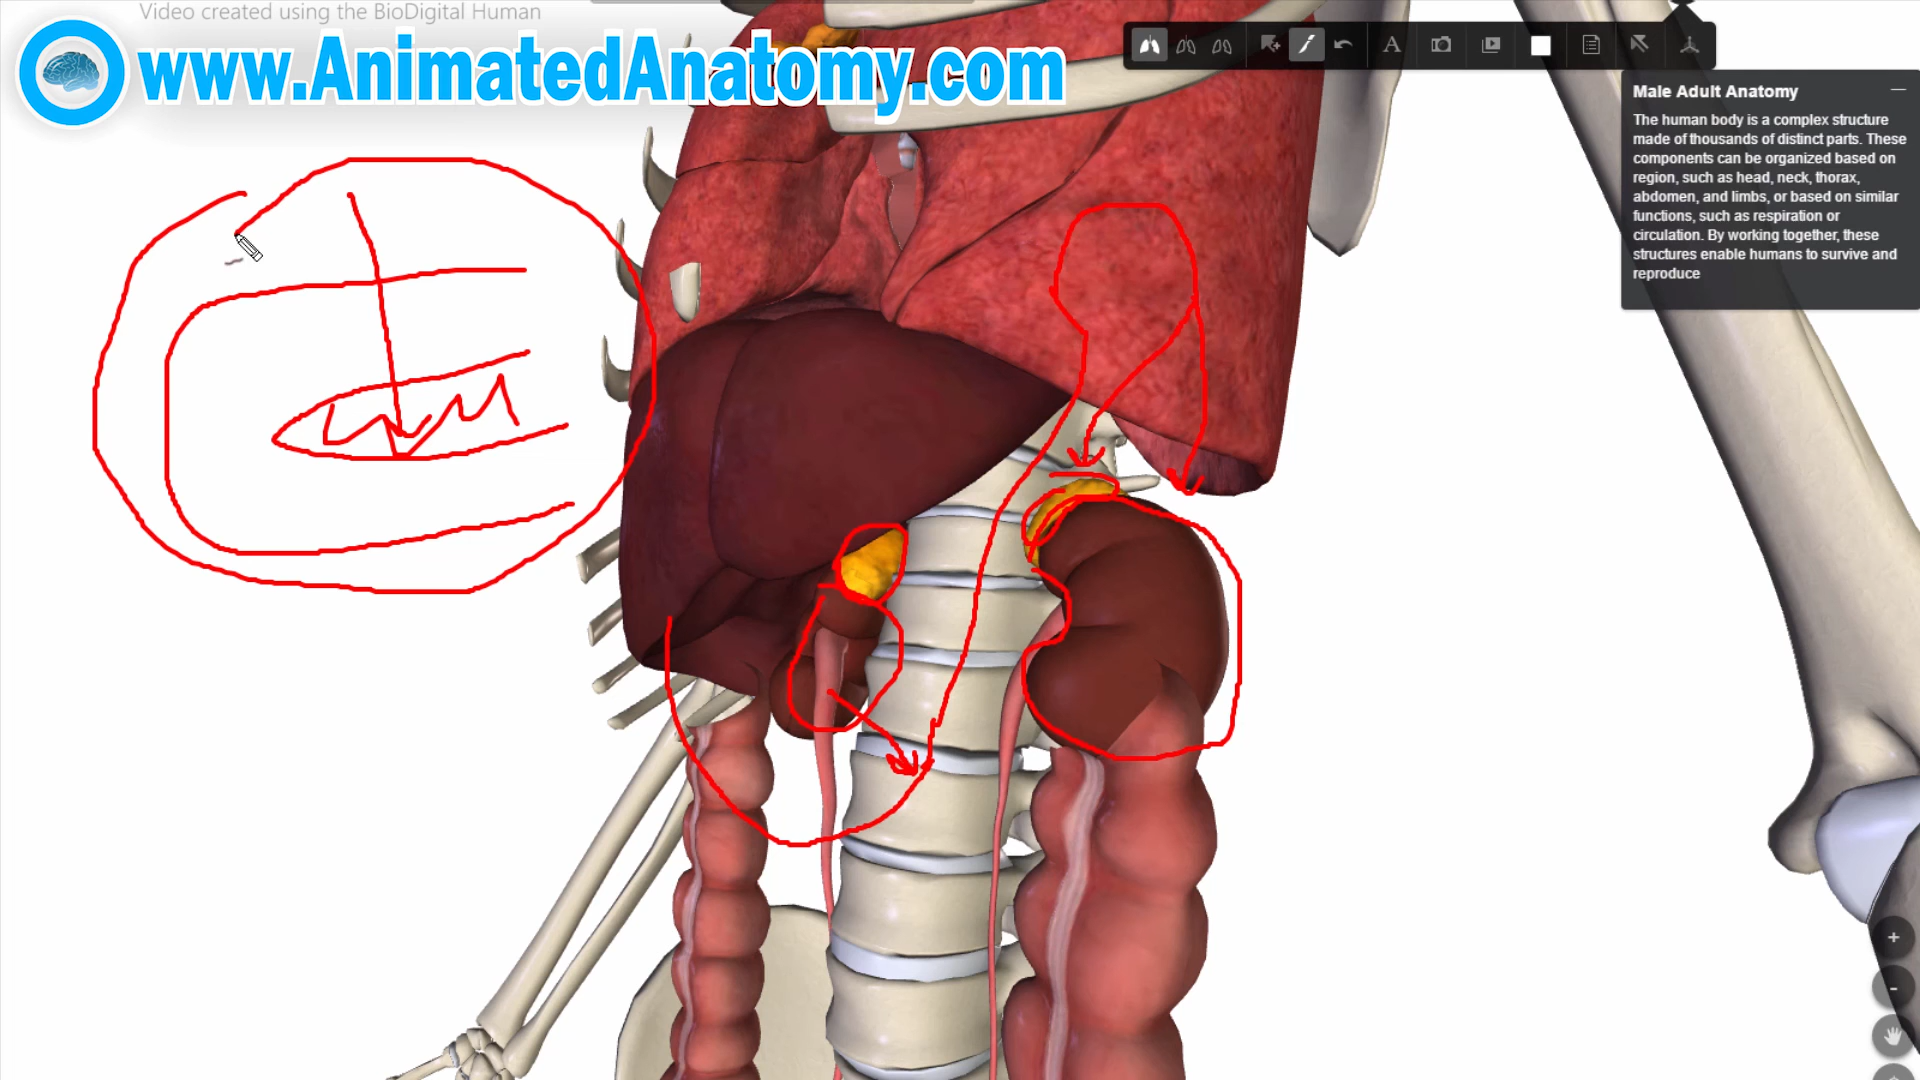 Video created using the BioDigital Human
www.AnimatedAnatomy.com
A
Male Adult Anatomy
The human body is a complex structure
made of thousands of distinct parts. These
components can be organized based on
region, such as head, neck, thorax,
abdomen, and limbs, or based on similar
functions, such as respiration or
circulation. By working together, these
structures enable humans to survive and
reproduce